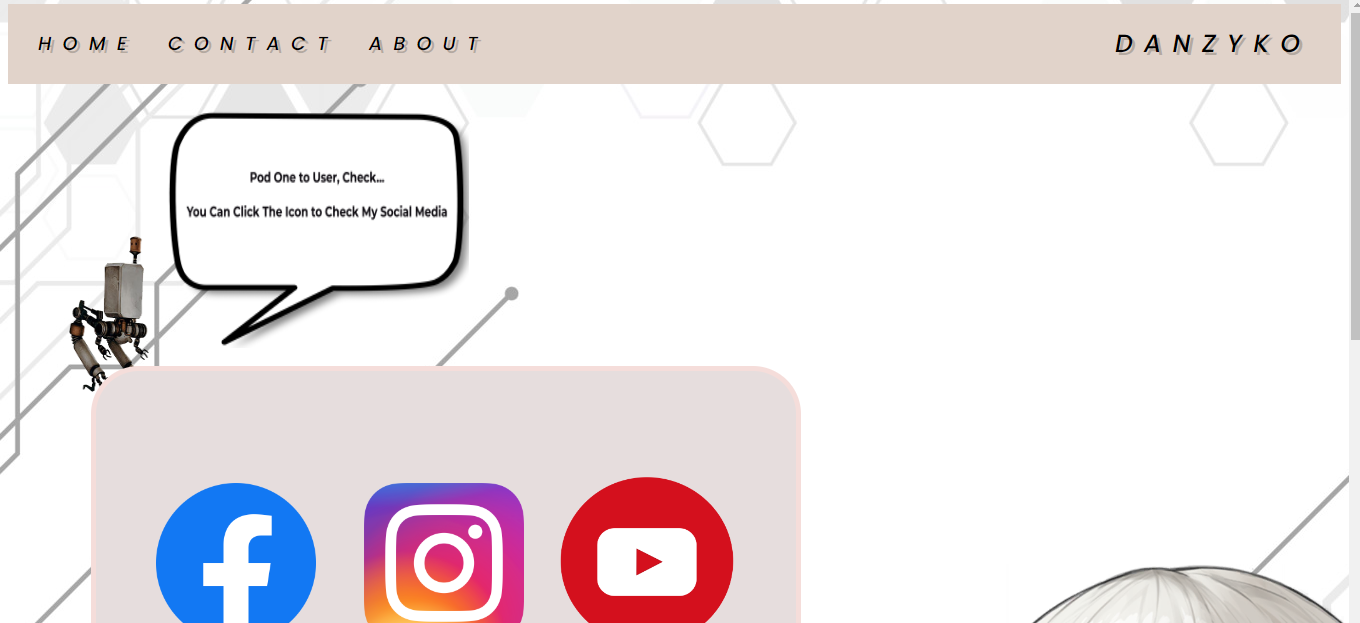 HOME CONTACT ABOUT DANZYKO
Pod One to User, Check...
You Can Click The Icon to Check My Social Media